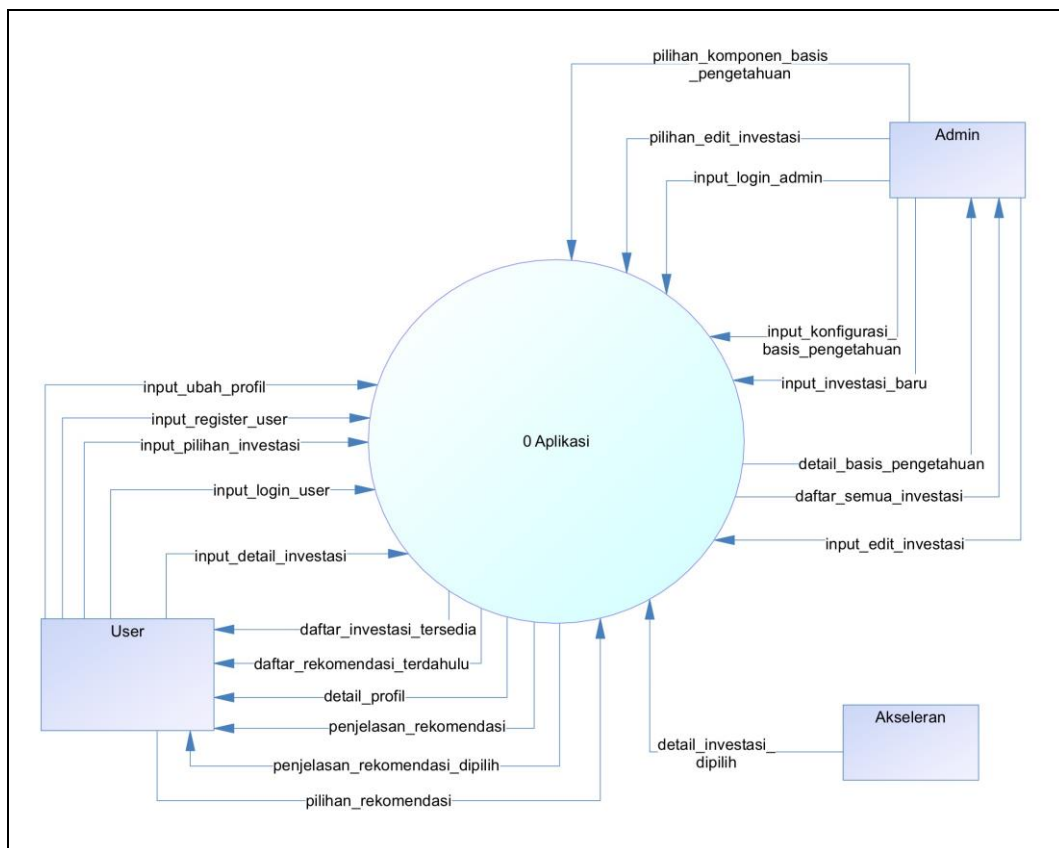 pilihan_komponen_basis
_pengetahuan
Admin
pilihan_edit_investasi
input_login_admin
input_konfigurasi_
basis_pengetahuan
input_ubah_profil
input_investasi_baru
input_register_user
input_pilihan_investasi
0 Aplikasi
detail_basis_pengetahuan
input_login_user
daftar_semua_investasi
input_edit_investasi
input_detail_investasi
User
daftar_investasi_tersedia
daftar_rekomendasi_terdahulu
detail_profil
penjelasan_rekomendasi
penjelasan_rekomendasi_dipilih
pilihan_rekomendasi
Akseleran
detail_investasi_
dipilih